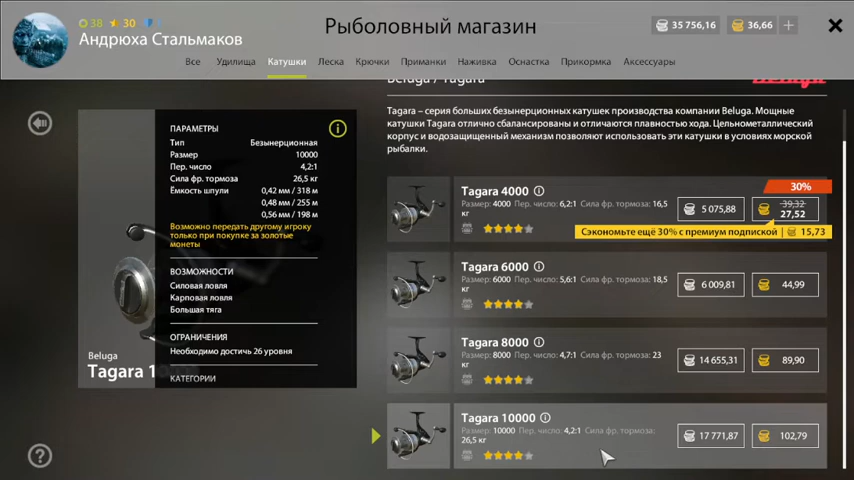 38 30
Андрюха Стальмаков
Рыболовный магазин
35 756,16 36,66 +
Все Удилища Катушки Леска Крючки Приманки Наживка Оснастка Прикормка Аксессуары
Beluga / Tagara
Tagara – серия больших безынерционных катушек производства компании Beluga. Мощные
катушки Tagara отлично сбалансированы и отличаются плавностью хода. Цельнометаллический
корпус и водозащищенный механизм позволяют использовать эти катушки в условиях морской
рыбалки.
ПАРАМЕТРЫ
Тип Безынерционная
Размер 10000
Пер. число 4,2:1
Сила фр. тормоза 26,5 кг
Ёмкость шпули 0,42 мм / 318 м
0,48 мм / 255 м
0,56 мм / 198 м
Возможно передать другому игроку
только при покупке за золотые
монеты
ВОЗМОЖНОСТИ
Силовая ловля
Карповая ловля
Большая тяга
ОГРАНИЧЕНИЯ
Необходимо достичь 26 уровня
КАТЕГОРИИ
Beluga
Tagara 1
Tagara 4000
Размер: 4000 Пер. число: 6,2:1 Сила фр. тормоза: 16,5
кг
5 075,88
30%
39,32
27,52
Сэкономьте ещё 30% с премиум подпиской | 15,73
Tagara 6000
Размер: 6000 Пер. число: 5,6:1 Сила фр. тормоза: 18,5
кг
6 009,81 44,99
Tagara 8000
Размер: 8000 Пер. число: 4,7:1 Сила фр. тормоза: 23
кг
14 655,31 89,90
Tagara 10000
Размер: 10000 Пер. число: 4,2:1 Сила фр. тормоза:
26,5 кг
17 771,87 102,79